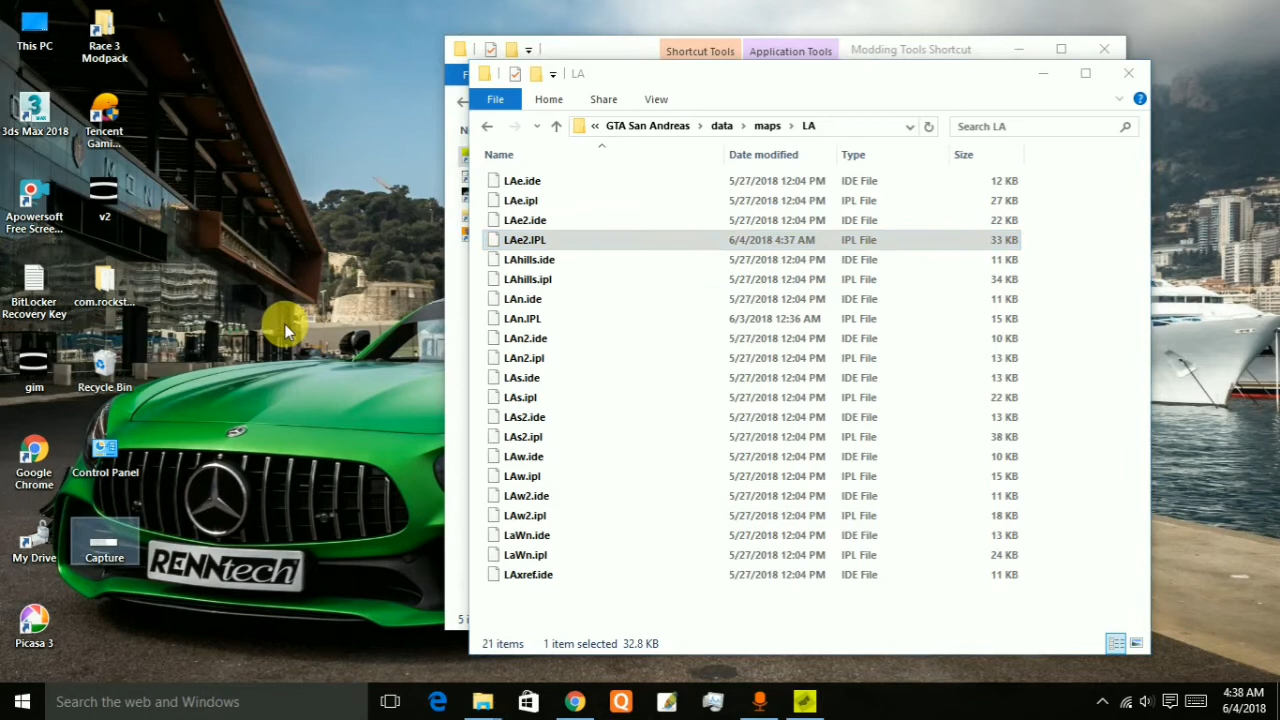 This PC
Race 3
Modpack
3ds Max 2018
Tencent
Gami...
Apowersoft
Free Scree...
v2
BitLocker
Recovery Key
com.rockst...
gim
Recycle Bin
Google
Chrome
Control Panel
My Drive
Capture
Picasa 3
RENNtech
Shortcut Tools
Application Tools
Modding Tools Shortcut
LA
File
Home
Share
View
« GTA San Andreas > data > maps > LA
Search LA
Name Date modified Type Size
LAe.ide 5/27/2018 12:04 PM IDE File 12 KB
LAe.ipl 5/27/2018 12:04 PM IPL File 27 KB
LAe2.ide 5/27/2018 12:04 PM IDE File 22 KB
LAe2.IPL 6/4/2018 4:37 AM IPL File 33 KB
LAhills.ide 5/27/2018 12:04 PM IDE File 11 KB
LAhills.ipl 5/27/2018 12:04 PM IPL File 34 KB
LAn.ide 5/27/2018 12:04 PM IDE File 11 KB
LAn.IPL 6/3/2018 12:36 AM IPL File 15 KB
LAn2.ide 5/27/2018 12:04 PM IDE File 10 KB
LAn2.ipl 5/27/2018 12:04 PM IPL File 13 KB
LAs.ide 5/27/2018 12:04 PM IDE File 13 KB
LAs.ipl 5/27/2018 12:04 PM IPL File 22 KB
LAs2.ide 5/27/2018 12:04 PM IDE File 13 KB
LAs2.ipl 5/27/2018 12:04 PM IPL File 38 KB
LAw.ide 5/27/2018 12:04 PM IDE File 10 KB
LAw.ipl 5/27/2018 12:04 PM IPL File 15 KB
LAw2.ide 5/27/2018 12:04 PM IDE File 11 KB
LAw2.ipl 5/27/2018 12:04 PM IPL File 18 KB
LaWn.ide 5/27/2018 12:04 PM IDE File 13 KB
LaWn.ipl 5/27/2018 12:04 PM IPL File 24 KB
LAxref.ide 5/27/2018 12:04 PM IDE File 11 KB
21 items 1 item selected 32.8 KB
Search the web and Windows
4:38 AM
6/4/2018